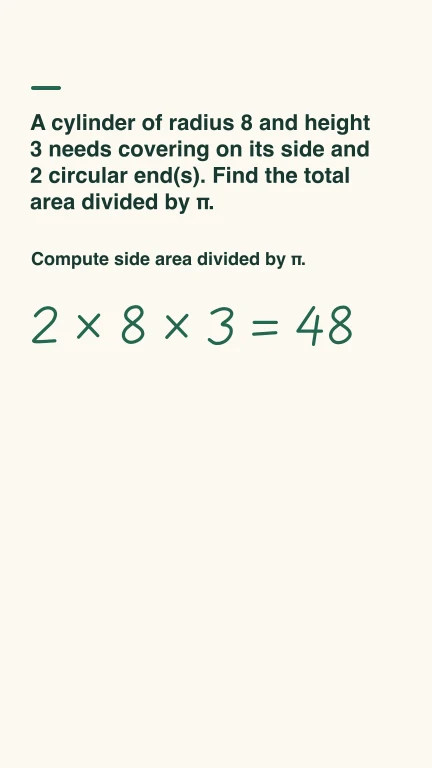 A cylinder of radius 8 and height
3 needs covering on its side and
2 circular end(s). Find the total
area divided by π.
Compute side area divided by π.
2 × 8 × 3 = 48